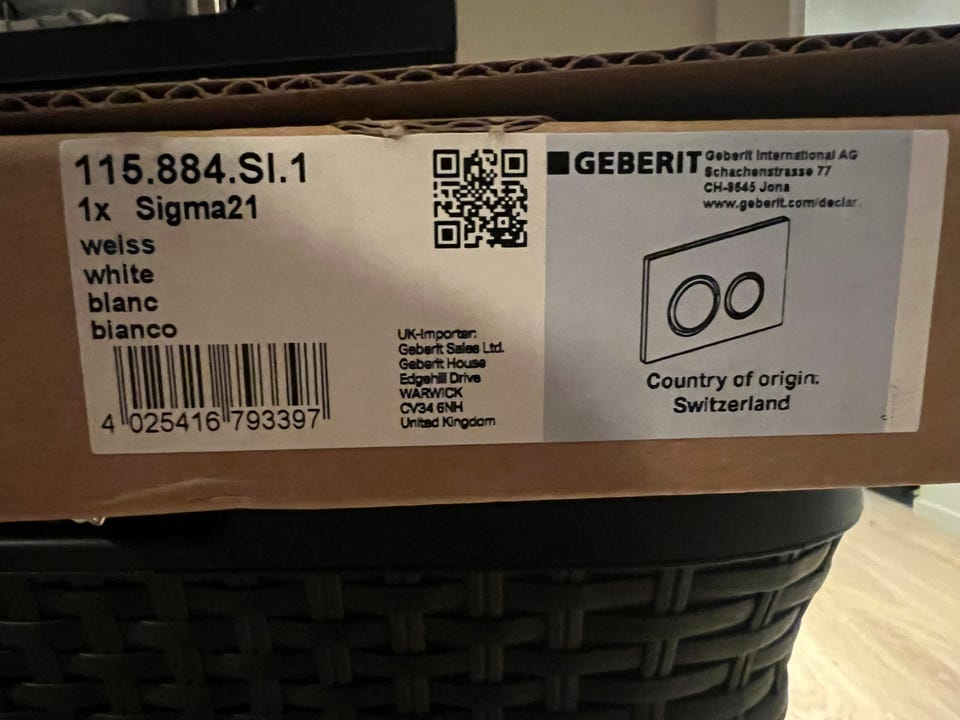 115.884.SI.1
1x Sigma21
weiss
white
blanc
bianco
4 025416 793397
UK-Importer:
Geberit Sales Ltd.
Geberit House
Edgehill Drive
WARWICK
CV34 6NH
United Kingdom
GEBERIT
Geberit International AG
Schachenstrasse 77
CH-8645 Jona
www.geberit.com/declar
Country of origin:
Switzerland